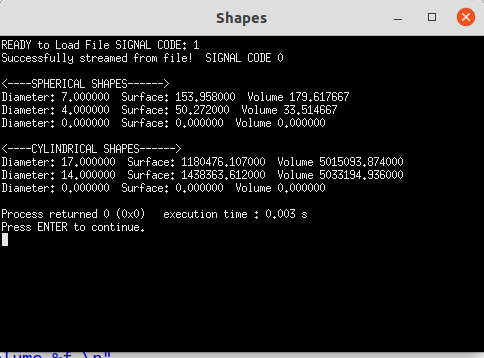 Shapes
READY to Load File SIGNAL CODE: 1
Successfully streamed from file!  SIGNAL CODE 0
<----SPHERICAL SHAPES------>
Diameter: 7.000000  Surface: 153.958000  Volume 179.617667
Diameter: 4.000000  Surface: 50.272000  Volume 33.514667
Diameter: 0.000000  Surface: 0.000000  Volume 0.000000
<----CYLINDRICAL SHAPES------>
Diameter: 17.000000  Surface: 1180476.107000  Volume 5015093.874000
Diameter: 14.000000  Surface: 1438363.612000  Volume 5033194.936000
Diameter: 0.000000  Surface: 0.000000  Volume 0.000000
Process returned 0 (0x0)   execution time : 0.003 s
Press ENTER to continue.